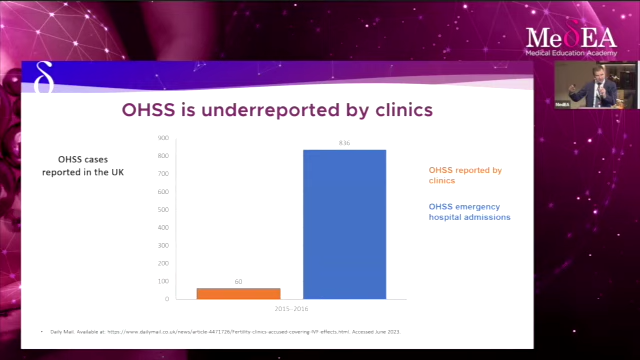 MeDEA
Medical Education Academy
MedEA
OHSS is underreported by clinics
OHSS cases
reported in the UK
900
800
700
600
500
400
300
200
100
0
836
60
2015-2016
OHSS reported by
clinics
OHSS emergency
hospital admissions
• Daily Mail. Available at: https://www.dailymail.co.uk/news/article-4471728/Fertility-clinics-accused-covering-IVF-effects.html. Accessed June 2023.